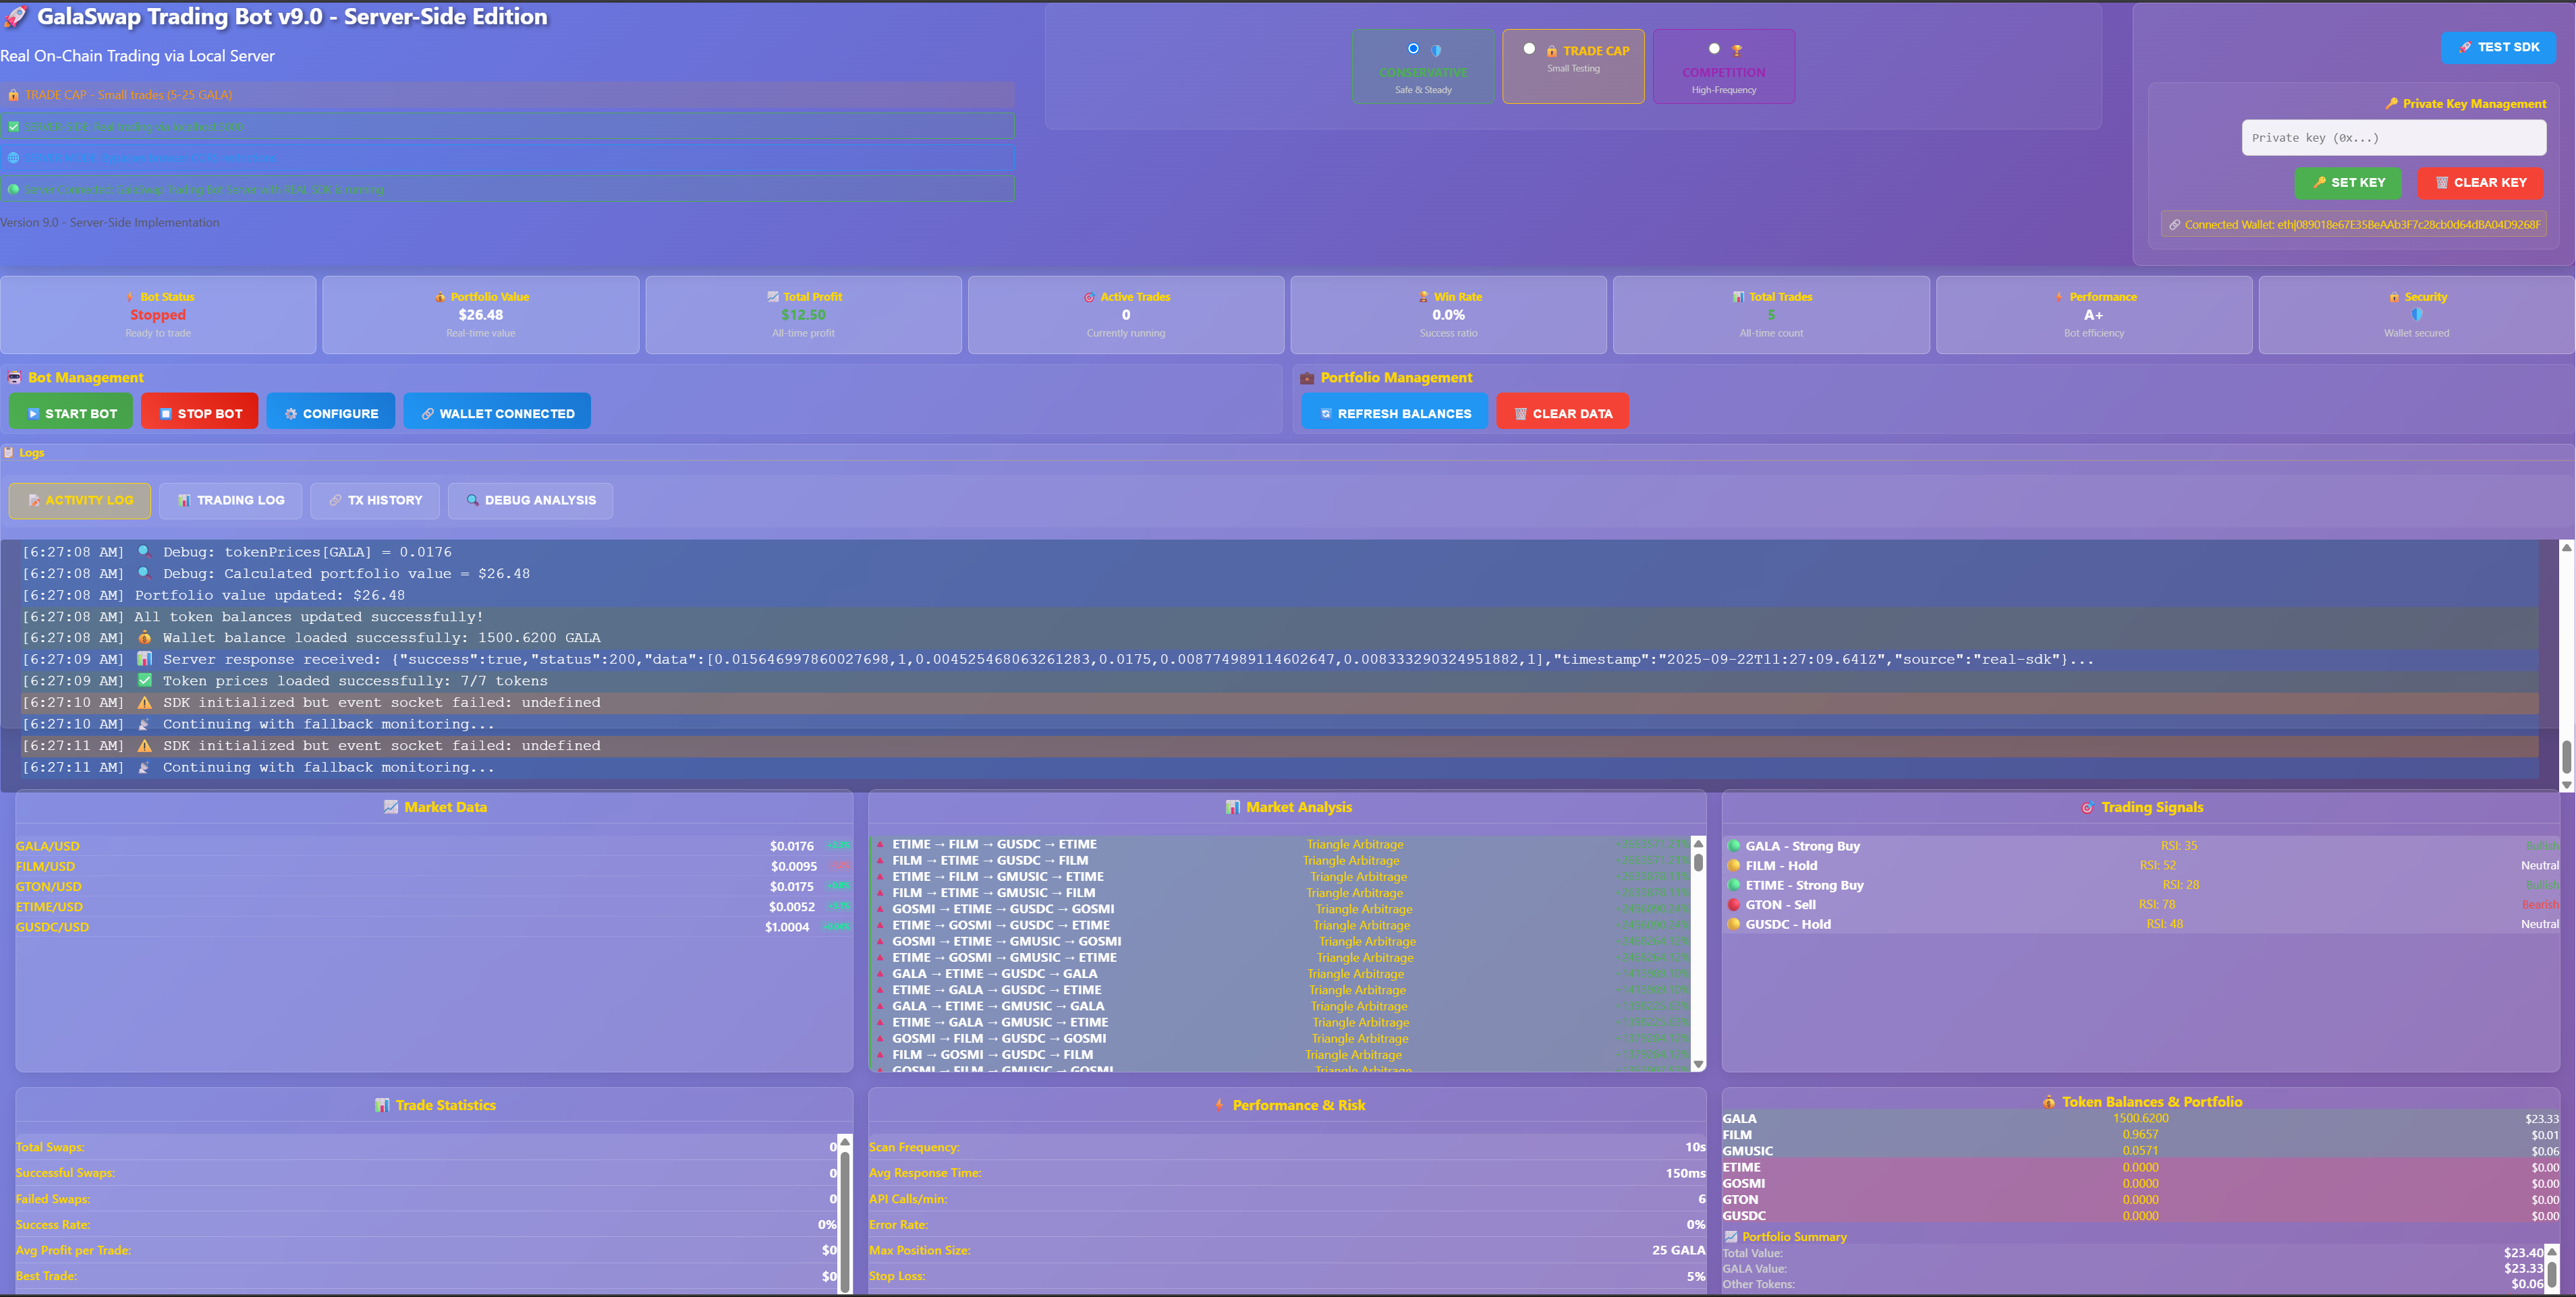 GalaSwap Trading Bot v9.0 - Server-Side Edition
Real On-Chain Trading via Local Server
TRADE CAP - Small trades (5-25 GALA)
Version 9.0 - Server-Side Implementation
CONSERVATIVE
Safe & Steady
TRADE CAP
Small Testing
COMPETITION
High-Frequency
TEST SDK
Private Key Management
Private key (0x...)
SET KEY
CLEAR KEY
Connected Wallet: eth|089018e67E35BeAAb3F7c28cb0d64dBA04D9268F
Bot Status
Stopped
Ready to trade
Portfolio Value
$26.48
Real-time value
Total Profit
$12.50
All-time profit
Active Trades
0
Currently running
Win Rate
0.0%
Success ratio
Total Trades
5
All-time count
Performance
A+
Bot efficiency
Security
Wallet secured
Bot Management
START BOT
STOP BOT
CONFIGURE
WALLET CONNECTED
Portfolio Management
REFRESH BALANCES
CLEAR DATA
Logs
ACTIVITY LOG
TRADING LOG
TX HISTORY
DEBUG ANALYSIS
[6:27:08 AM] Debug: tokenPrices[GALA] = 0.0176
[6:27:08 AM] Debug: Calculated portfolio value = $26.48
[6:27:08 AM] Portfolio value updated: $26.48
[6:27:08 AM] All token balances updated successfully!
[6:27:08 AM] Wallet balance loaded successfully: 1500.6200 GALA
[6:27:09 AM] Server response received: {"success":true,"status":200,"data":[0.015646997860027698,1,0.004525468063261283,0.0175,0.008774989114602647,0.008333290324951882,1],"timestamp":"2025-09-22T11:27:09.641Z","source":"real-sdk"}...
[6:27:09 AM] Token prices loaded successfully: 7/7 tokens
[6:27:10 AM] SDK initialized but event socket failed: undefined
[6:27:10 AM] Continuing with fallback monitoring...
[6:27:11 AM] SDK initialized but event socket failed: undefined
[6:27:11 AM] Continuing with fallback monitoring...
Market Data
GALA/USD $0.0176
FILM/USD $0.0095
GTON/USD $0.0175
ETIME/USD $0.0052
GUSDC/USD $1.0004
Market Analysis
ETIME → FILM → GUSDC → ETIME Triangle Arbitrage
FILM → ETIME → GUSDC → FILM Triangle Arbitrage
ETIME → FILM → GMUSIC → ETIME Triangle Arbitrage
FILM → ETIME → GMUSIC → FILM Triangle Arbitrage
GOSMI → ETIME → GUSDC → GOSMI Triangle Arbitrage
ETIME → GOSMI → GUSDC → ETIME Triangle Arbitrage
GOSMI → ETIME → GMUSIC → GOSMI Triangle Arbitrage
ETIME → GOSMI → GMUSIC → ETIME Triangle Arbitrage
GALA → ETIME → GUSDC → GALA Triangle Arbitrage
ETIME → GALA → GUSDC → ETIME Triangle Arbitrage
GALA → ETIME → GMUSIC → GALA Triangle Arbitrage
ETIME → GALA → GMUSIC → ETIME Triangle Arbitrage
GOSMI → FILM → GUSDC → GOSMI Triangle Arbitrage
FILM → GOSMI → GUSDC → FILM Triangle Arbitrage
GOSMI → FILM → GMUSIC → GOSMI Triangle Arbitrage
Trading Signals
GALA - Strong Buy RSI: 35 Bullish
FILM - Hold RSI: 52 Neutral
ETIME - Strong Buy RSI: 28 Bullish
GTON - Sell RSI: 78 Bearish
GUSDC - Hold RSI: 48 Neutral
Trade Statistics
Total Swaps: 0
Successful Swaps: 0
Failed Swaps: 0
Success Rate: 0%
Avg Profit per Trade: $0
Best Trade: $0
Performance & Risk
Scan Frequency: 10s
Avg Response Time: 150ms
API Calls/min: 6
Error Rate: 0%
Max Position Size: 25 GALA
Stop Loss: 5%
Token Balances & Portfolio
GALA 1500.6200 $23.33
FILM 0.9657 $0.01
GMUSIC 0.0571 $0.06
ETIME 0.0000 $0.00
GOSMI 0.0000 $0.00
GTON 0.0000 $0.00
GUSDC 0.0000 $0.00
Portfolio Summary
Total Value: $23.40
GALA Value: $23.33
Other Tokens: $0.06